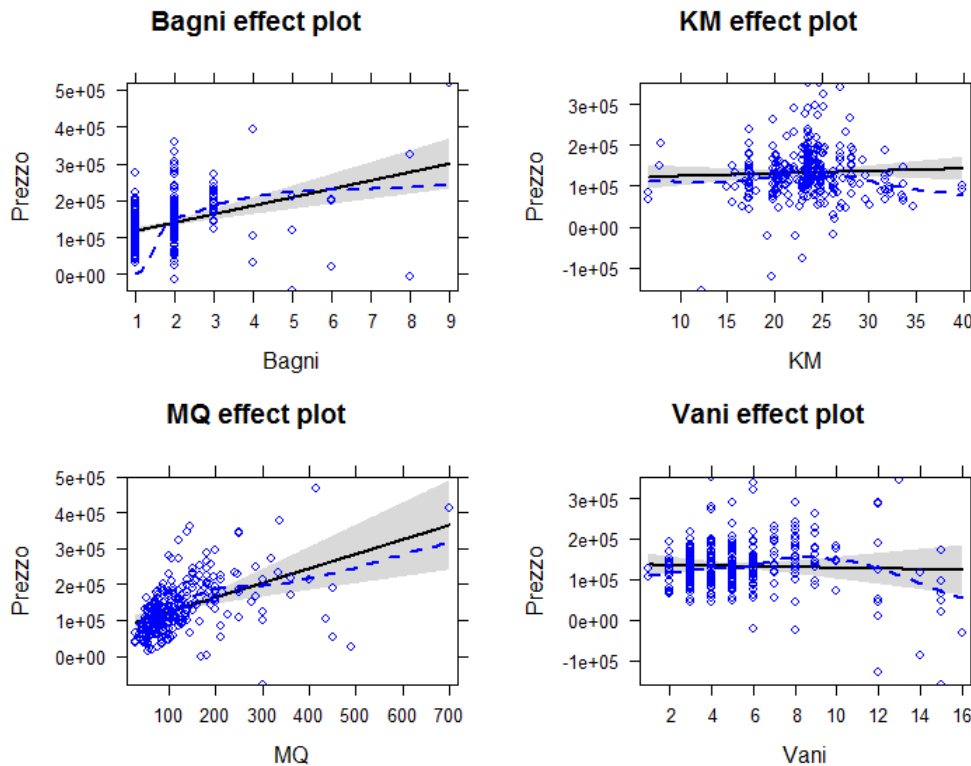 Bagni effect plot
5e+05
4e+05
3e+05
2e+05
1e+05
0e+00
Prezzo
1 2 3 4 5 6 7 8 9
Bagni
KM effect plot
3e+05
2e+05
1e+05
0e+00
-1e+05
Prezzo
10 15 20 25 30 35 40
KM
MQ effect plot
5e+05
4e+05
3e+05
2e+05
1e+05
0e+00
Prezzo
100 200 300 400 500 600 700
MQ
Vani effect plot
3e+05
2e+05
1e+05
0e+00
-1e+05
Prezzo
2 4 6 8 10 12 14 16
Vani